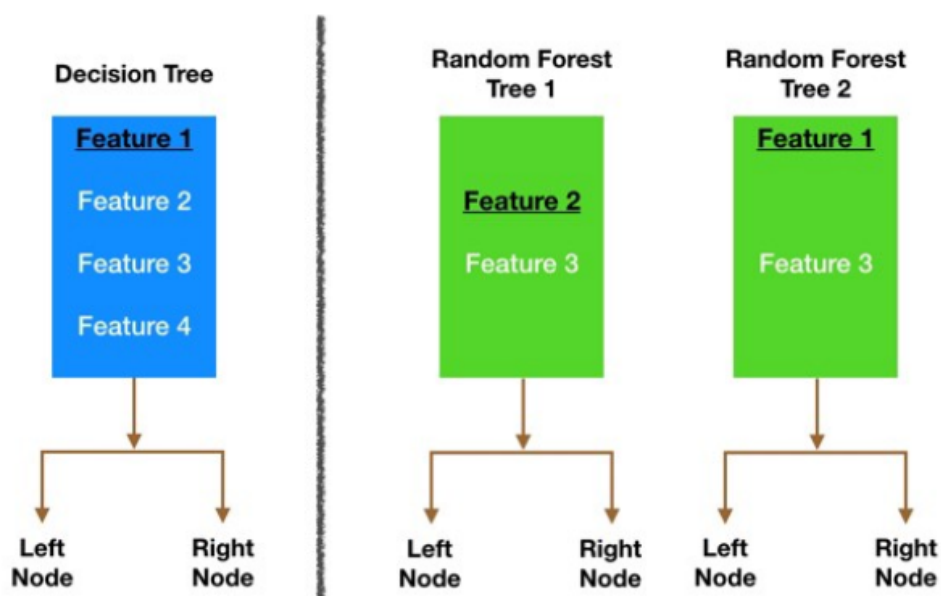 Decision Tree
Feature 1
Feature 2
Feature 3
Feature 4
Left
Node
Right
Node
Random Forest
Tree 1
Feature 2
Feature 3
Left
Node
Right
Node
Random Forest
Tree 2
Feature 1
Feature 3
Left
Node
Right
Node